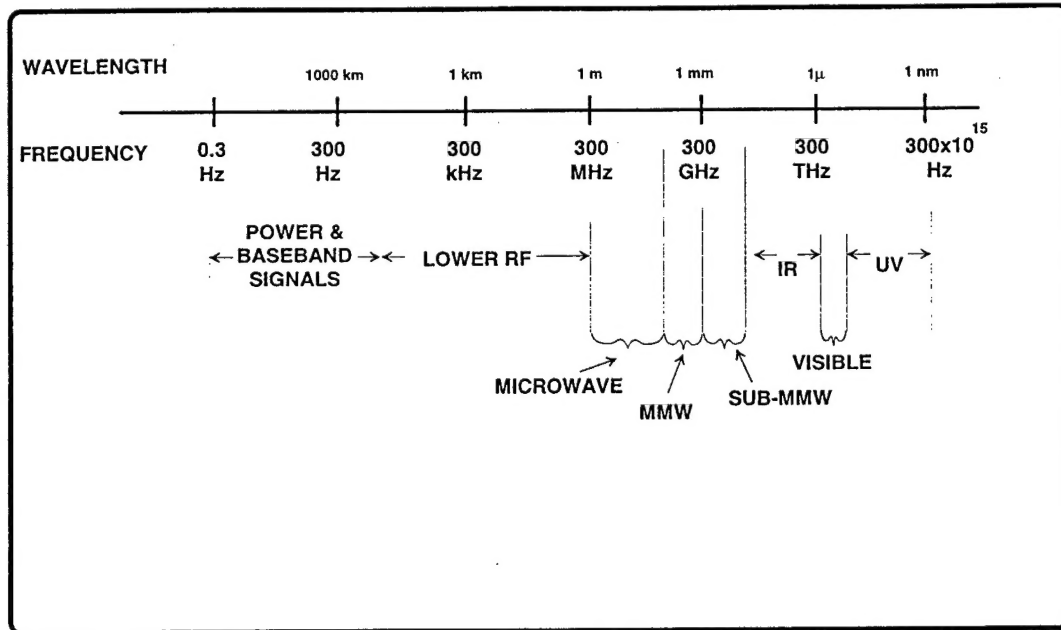 WAVELENGTH
1000 km 1 km 1 m 1 mm 1μ 1 nm
FREQUENCY
0.3 Hz
300 Hz
300 kHz
300 MHz
300 GHz
300 THz
300x10 15 Hz
POWER &
BASEBAND
SIGNALS
LOWER RF
IR
UV
VISIBLE
MICROWAVE
MMW
SUB-MMW